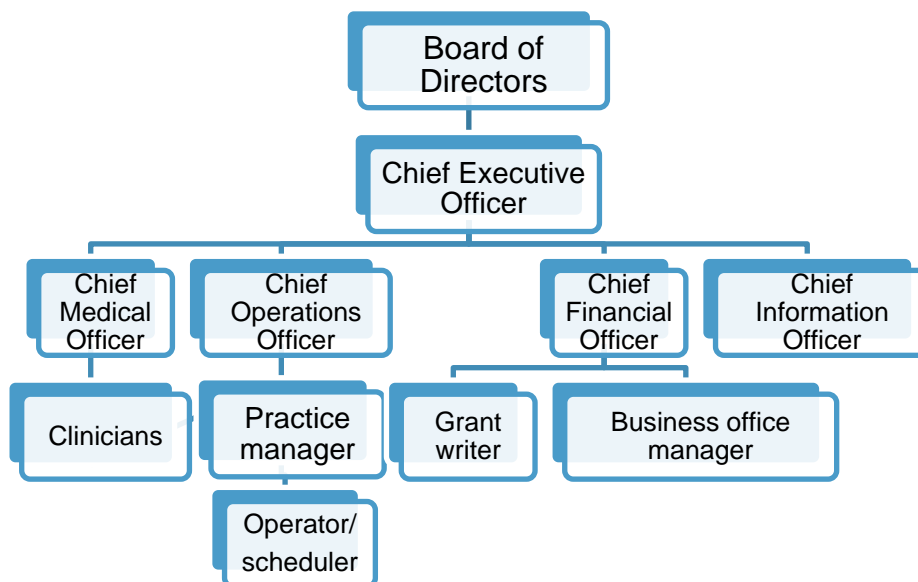 Board of
Directors
Chief Executive
Officer
Chief
Medical
Officer
Chief
Operations
Officer
Chief
Financial
Officer
Chief
Information
Officer
Clinicians
Practice
manager
Grant
writer
Business office
manager
Operator/
scheduler